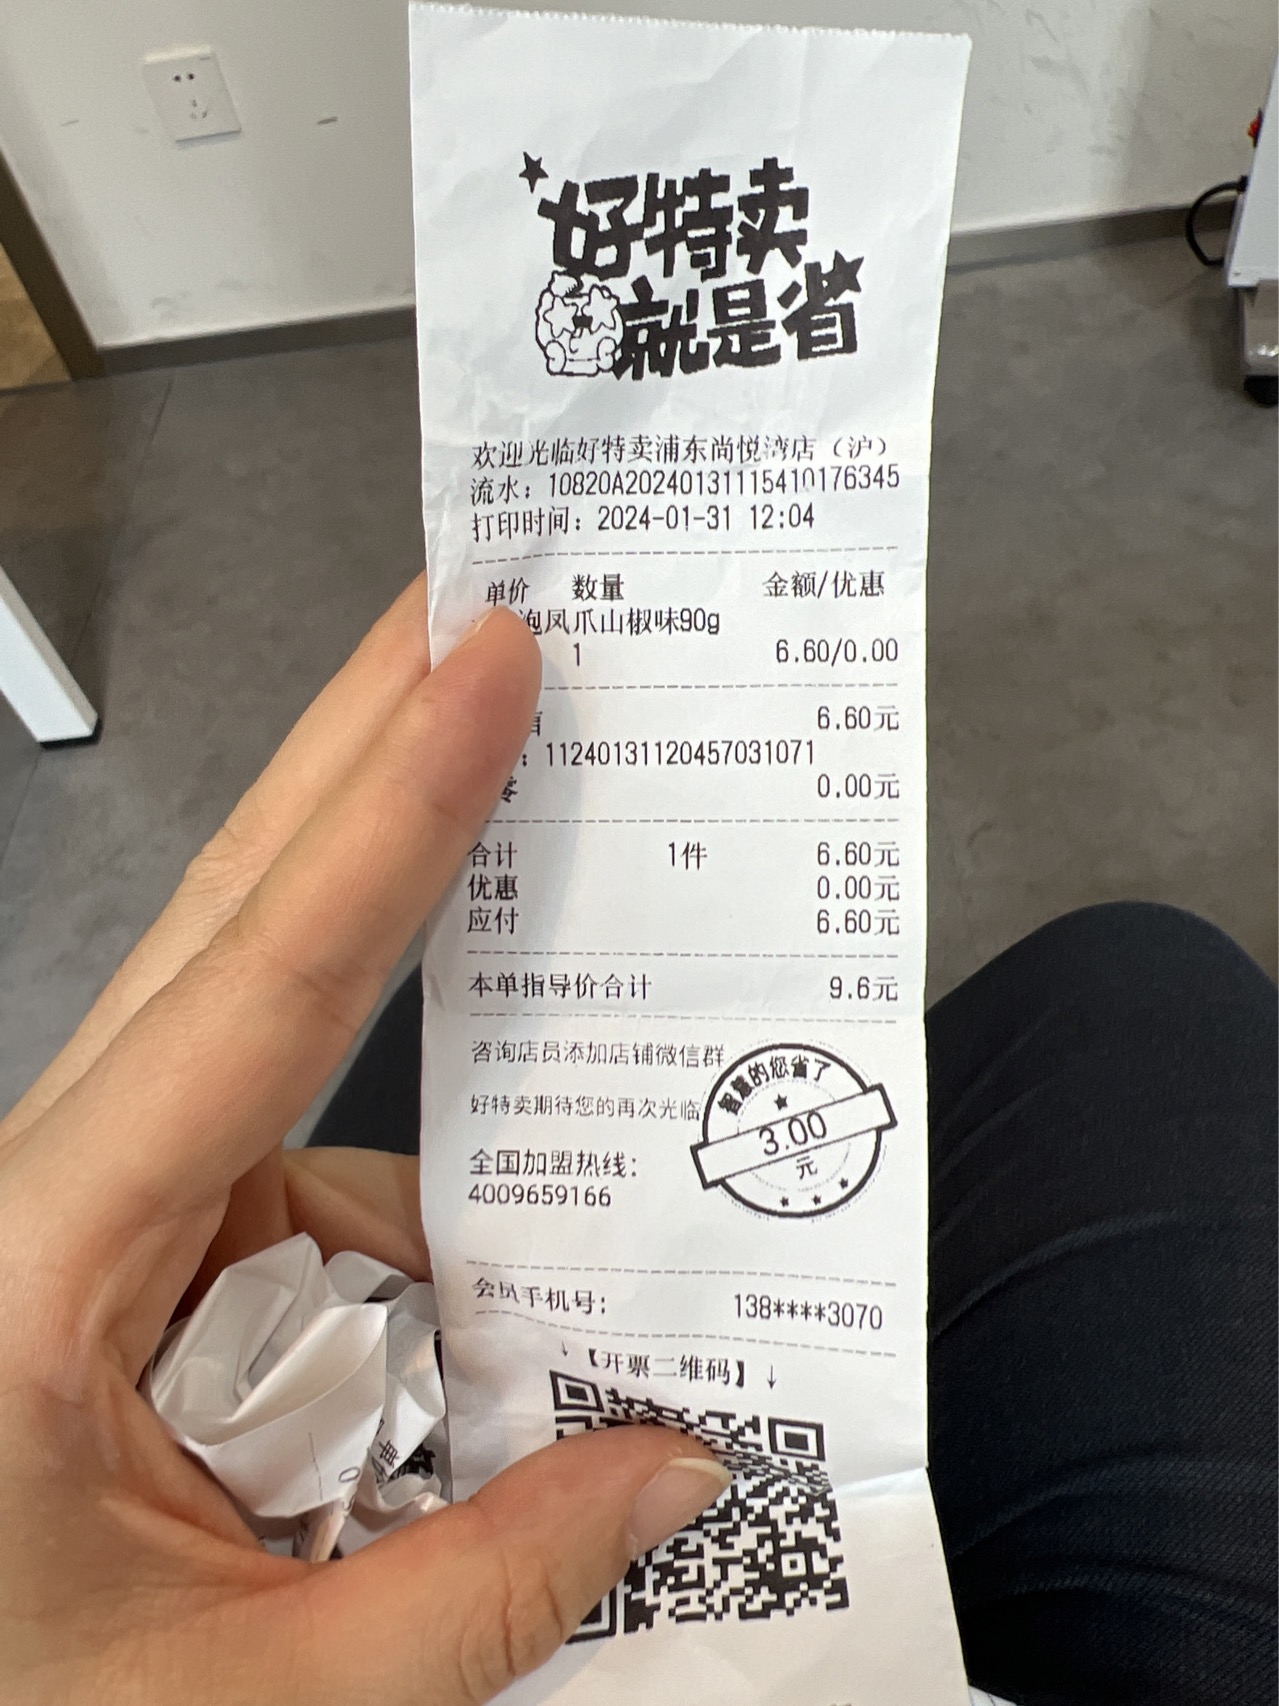 好特卖
就是省
欢迎光临好特卖浦东尚悦湾店（沪）
流水：10820A202401311115410176345
打印时间：2024-01-31 12:04
单价 数量 金额/优惠
泡凤爪山椒味90g
1 6.60/0.00
6.60元
：11240131120457031071
零 0.00元
合计 1件 6.60元
优惠 0.00元
应付 6.60元
本单指导价合计 9.6元
咨询店员添加店铺微信群
好特卖期待您的再次光临
智慧的您省了
3.00
元
全国加盟热线：
4009659166
会员手机号： 138****3070
↓【开票二维码】↓